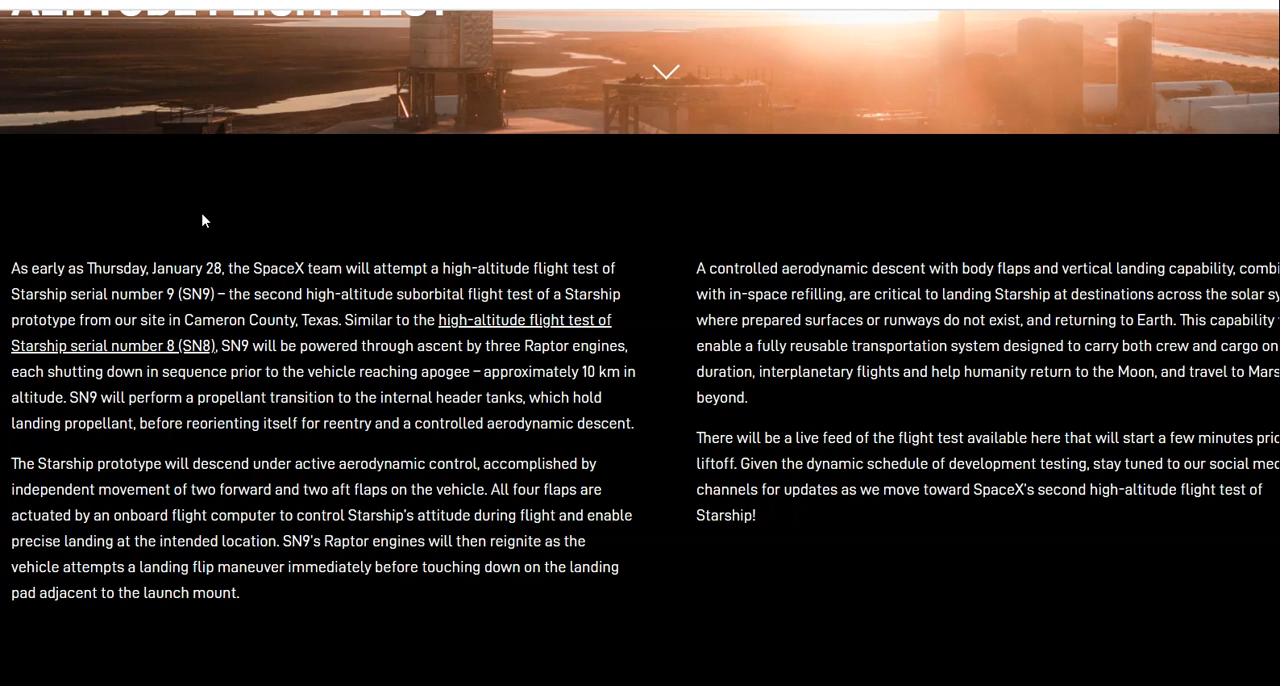 As early as Thursday, January 28, the SpaceX team will attempt a high-altitude flight test of
Starship serial number 9 (SN9) – the second high-altitude suborbital flight test of a Starship
prototype from our site in Cameron County, Texas. Similar to the high-altitude flight test of
Starship serial number 8 (SN8), SN9 will be powered through ascent by three Raptor engines,
each shutting down in sequence prior to the vehicle reaching apogee – approximately 10 km in
altitude. SN9 will perform a propellant transition to the internal header tanks, which hold
landing propellant, before reorienting itself for reentry and a controlled aerodynamic descent.
The Starship prototype will descend under active aerodynamic control, accomplished by
independent movement of two forward and two aft flaps on the vehicle. All four flaps are
actuated by an onboard flight computer to control Starship's attitude during flight and enable
precise landing at the intended location. SN9's Raptor engines will then reignite as the
vehicle attempts a landing flip maneuver immediately before touching down on the landing
pad adjacent to the launch mount.
A controlled aerodynamic descent with body flaps and vertical landing capability,
with in-space refilling, are critical to landing Starship at destinations across the solar
where prepared surfaces or runways do not exist, and returning to Earth. This capability
enable a fully reusable transportation system designed to carry both crew and cargo on
duration, interplanetary flights and help humanity return to the Moon, and travel to Mars
beyond.
There will be a live feed of the flight test available here that will start a few minutes
liftoff. Given the dynamic schedule of development testing, stay tuned to our social
channels for updates as we move toward SpaceX's second high-altitude flight test of
Starship!